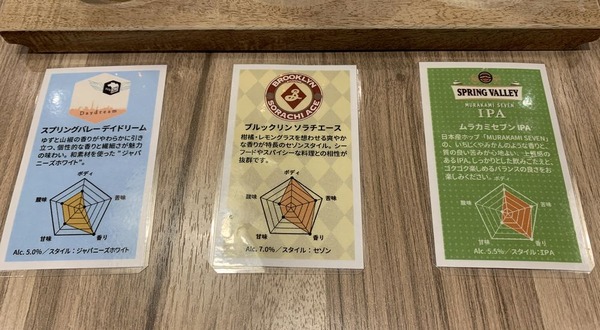 Daydream
スプリングバレー デイドリーム
ゆずと山椒の香りがやわらかに引き
立つ、個性的な香りと繊細さが魅力
の味わい。和素材を使った“ジャ
パニーズホワイト”
ボディ
酸味
苦味
甘味
香り
Alc. 5.0%／スタイル：ジャパニーズホワイト
BROOKLYN
SORACHI ACE
ブルックリン ソラチエース
柑橘・レモングラスを想わせる爽やか
な香りが特長のセゾンスタイル。シー
フードやスパイシーな料理との相性が
抜群です。
ボディ
酸味
苦味
甘味
香り
Alc. 7.0%／スタイル：セゾン
SPRING VALLEY
MURAKAMI SEVEN
IPA
ムラカミセブン IPA
日本産ホップ「MURAKAMI SEVEN」
の、いちじくやみかんのような香りと、
質の良い苦みが心地よい、上質感
のあるIPA。しっかりとした飲みごたえと、
ゴクゴク楽しめるバランスの良さをお
楽しみください。
ボディ
酸味
苦味
甘味
香り
Alc. 5.5%／スタイル：IPA